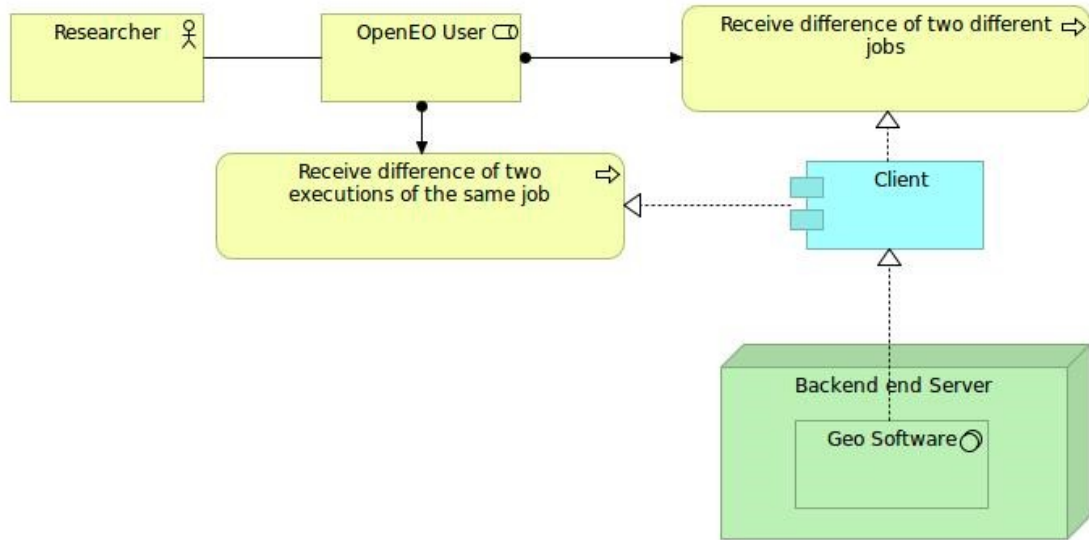 Researcher
OpenEO User
Receive difference of two different
jobs
Receive difference of two
executions of the same job
Client
Backend end Server
Geo Software